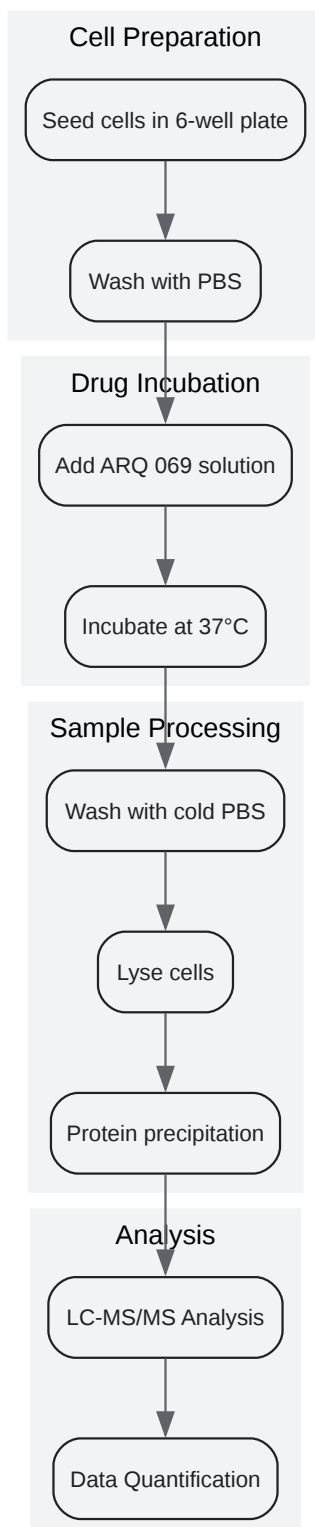 Cell Preparation
Seed cells in 6-well plate
Wash with PBS
Drug Incubation
Add ARQ 069 solution
Incubate at 37°C
Sample Processing
Wash with cold PBS
Lyse cells
Protein precipitation
Analysis
LC-MS/MS Analysis
Data Quantification